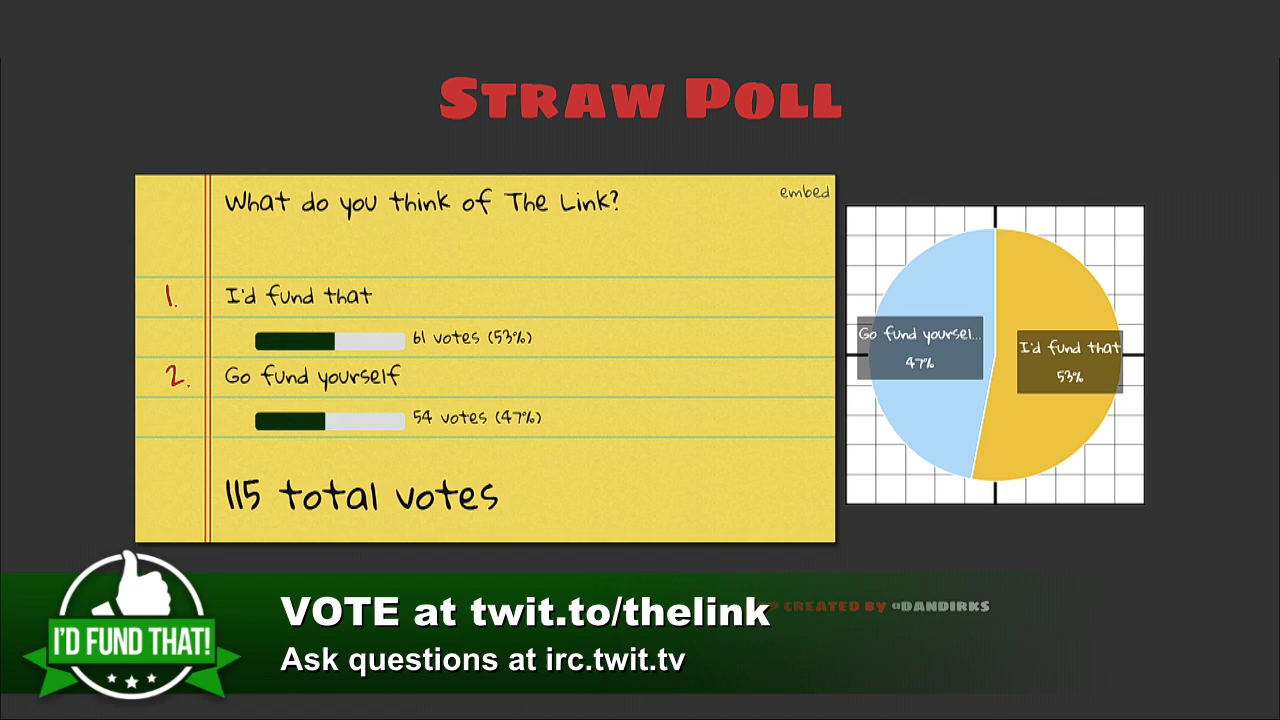 STRAW POLL
What do you think of The Link?
embed
1. I'd fund that
61 votes (53%)
2. Go fund yourself
54 votes (47%)
115 total votes
Go fund yoursel...
47%
I'd fund that
53%
I'D FUND THAT!
VOTE at twit.to/thelink
CREATED BY @DANDIRKS
Ask questions at irc.twit.tv